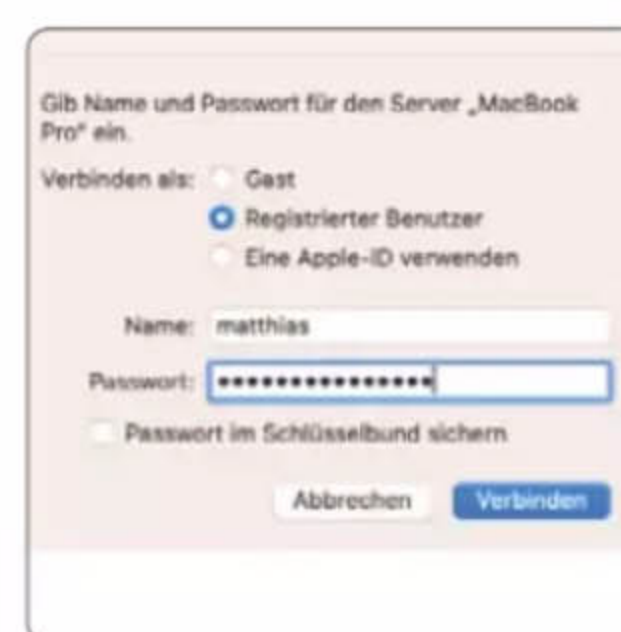 Gib Name und Passwort für den Server „MacBook
Pro“ ein.
Verbinden als: Gast
Registrierter Benutzer
Eine Apple-ID verwenden
Name: matthias
Passwort: •••••••••••••••
Passwort im Schlüsselbund sichern
Abbrechen Verbinden